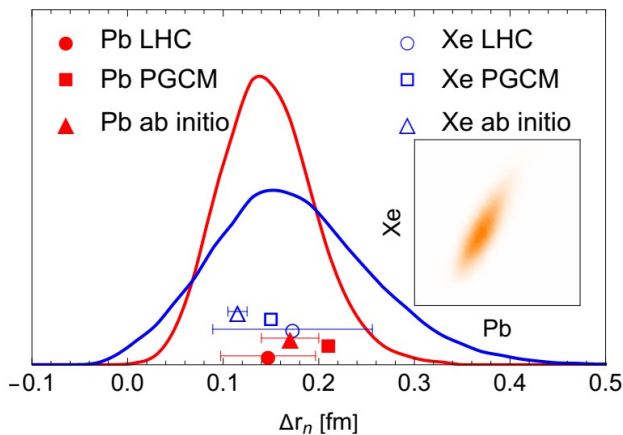 Pb LHC
Pb PGCM
Pb ab initio
Xe LHC
Xe PGCM
Xe ab initio
Xe
Pb
−0.1 0.0 0.1 0.2 0.3 0.4 0.5
Δrₙ [fm]